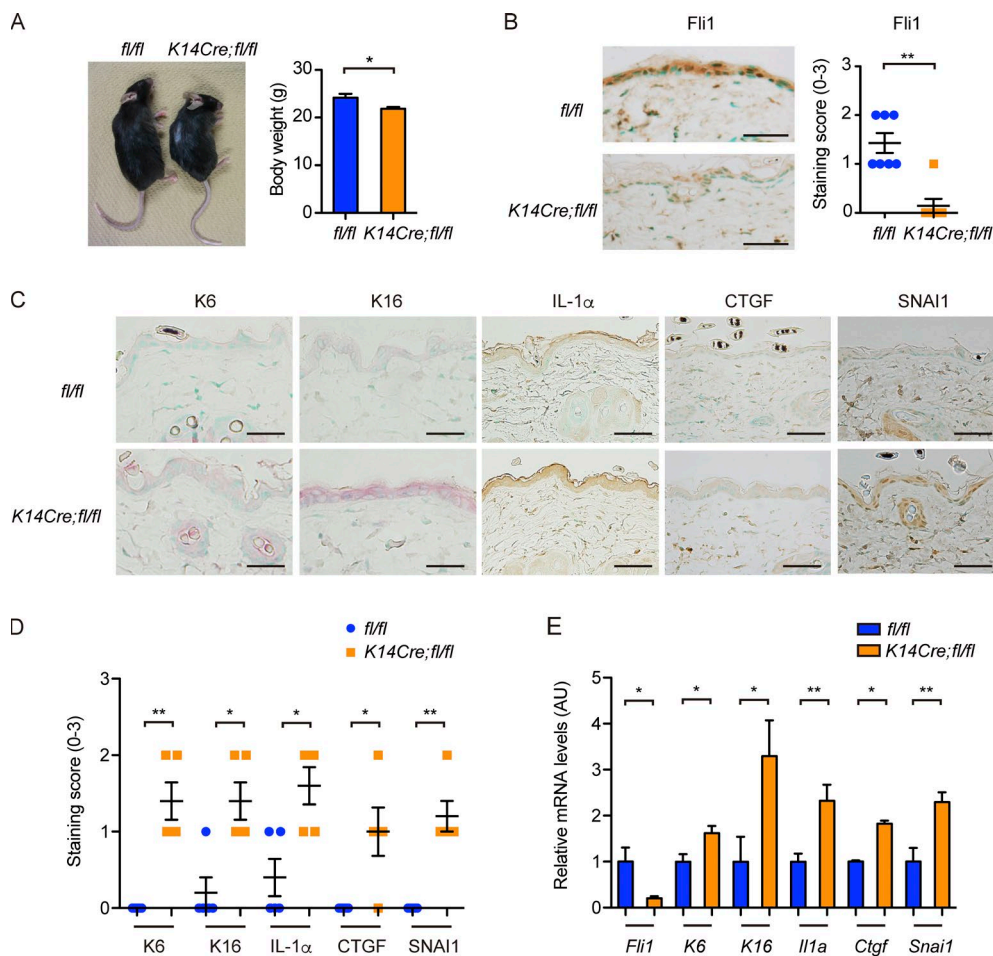 A
fl/fl K14Cre;fl/fl
Body weight (g)
30
20
10
0
*
fl/fl K14Cre;fl/fl
B
Fli1
fl/fl
K14Cre;fl/fl
Fli1
Staining score (0-3)
3
2
1
0
**
fl/fl K14Cre;fl/fl
C
K6 K16 IL-1α CTGF SNAI1
fl/fl
K14Cre;fl/fl
D
fl/fl
K14Cre;fl/fl
Staining score (0-3)
3
2
1
0
** * * * **
K6 K16 IL-1α CTGF SNAI1
E
fl/fl
K14Cre;fl/fl
Relative mRNA levels (AU)
5
4
3
2
1
0
* * * ** * **
Fli1 K6 K16 Il1a Ctgf Snai1